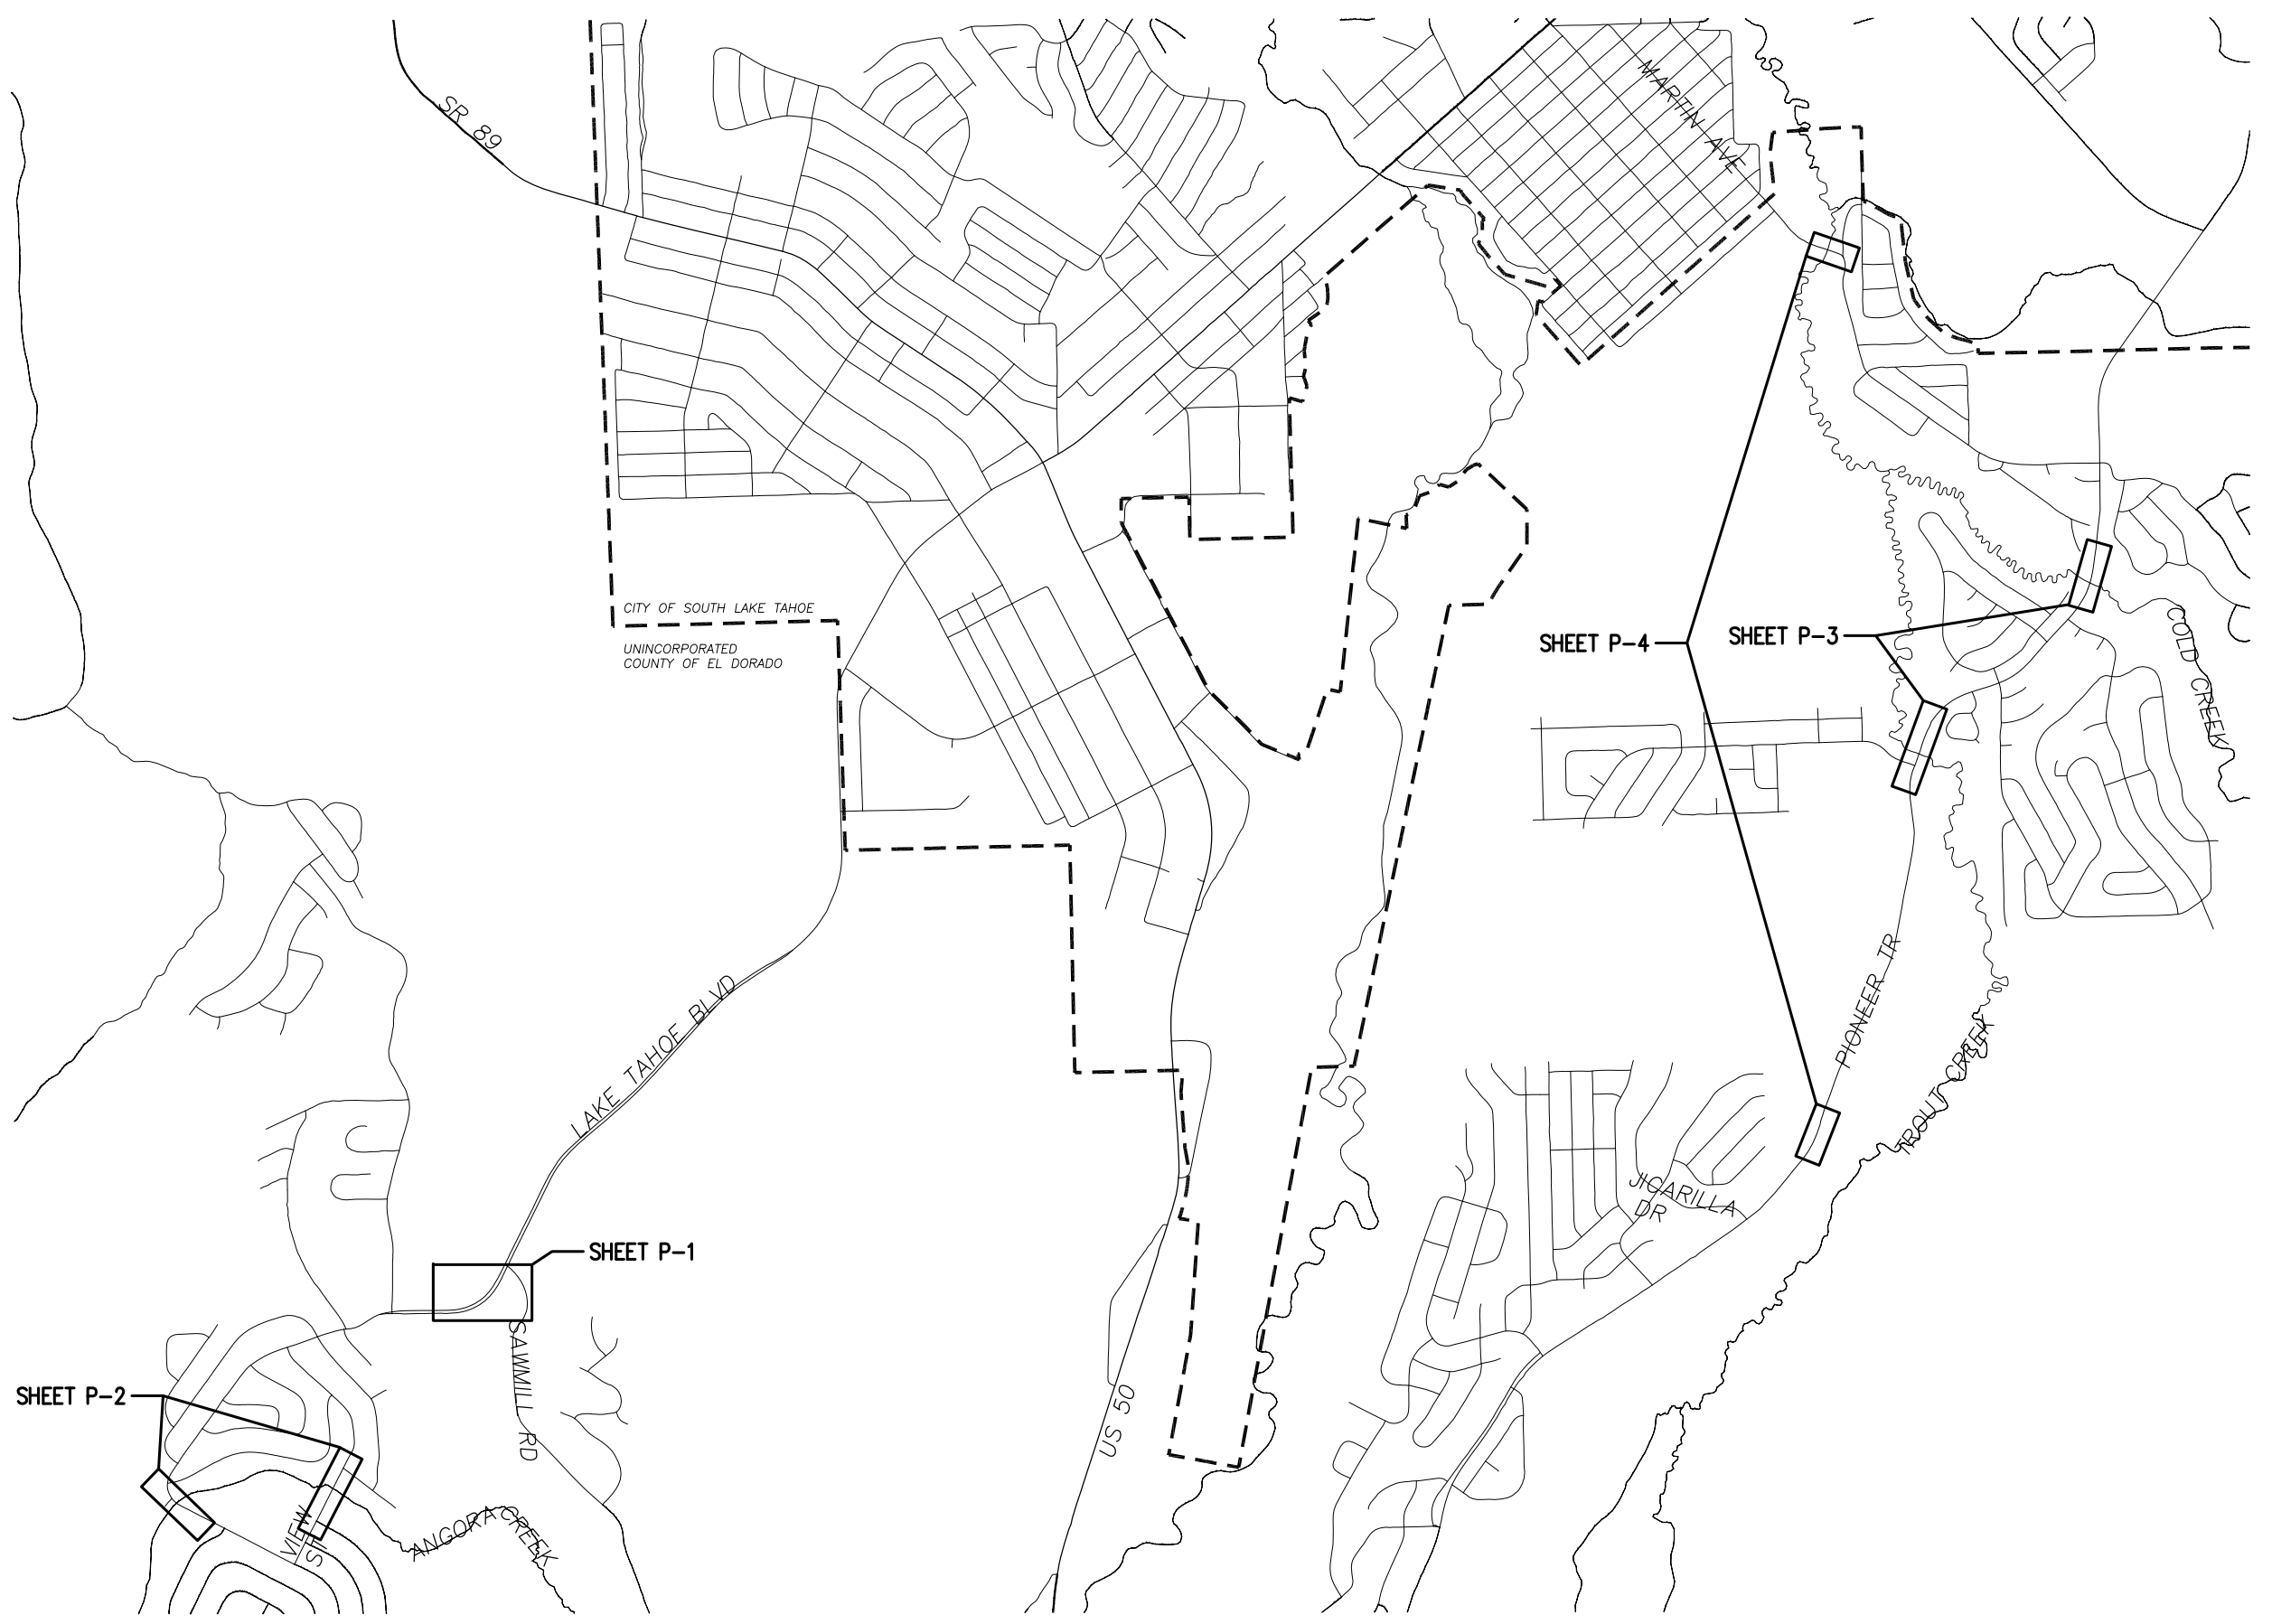 SR 89
MARTIN AVE
CITY OF SOUTH LAKE TAHOE
UNINCORPORATED
COUNTY OF EL DORADO
SHEET P-4
SHEET P-3
COLD CREEK
PIONEER TR
LAKE TAHOE BLVD
TROUT CREEK
JICARILLA
DR
SHEET P-1
SAWMILL RD
SHEET P-2
US 50
VIEW
ST
ANGORA CREEK